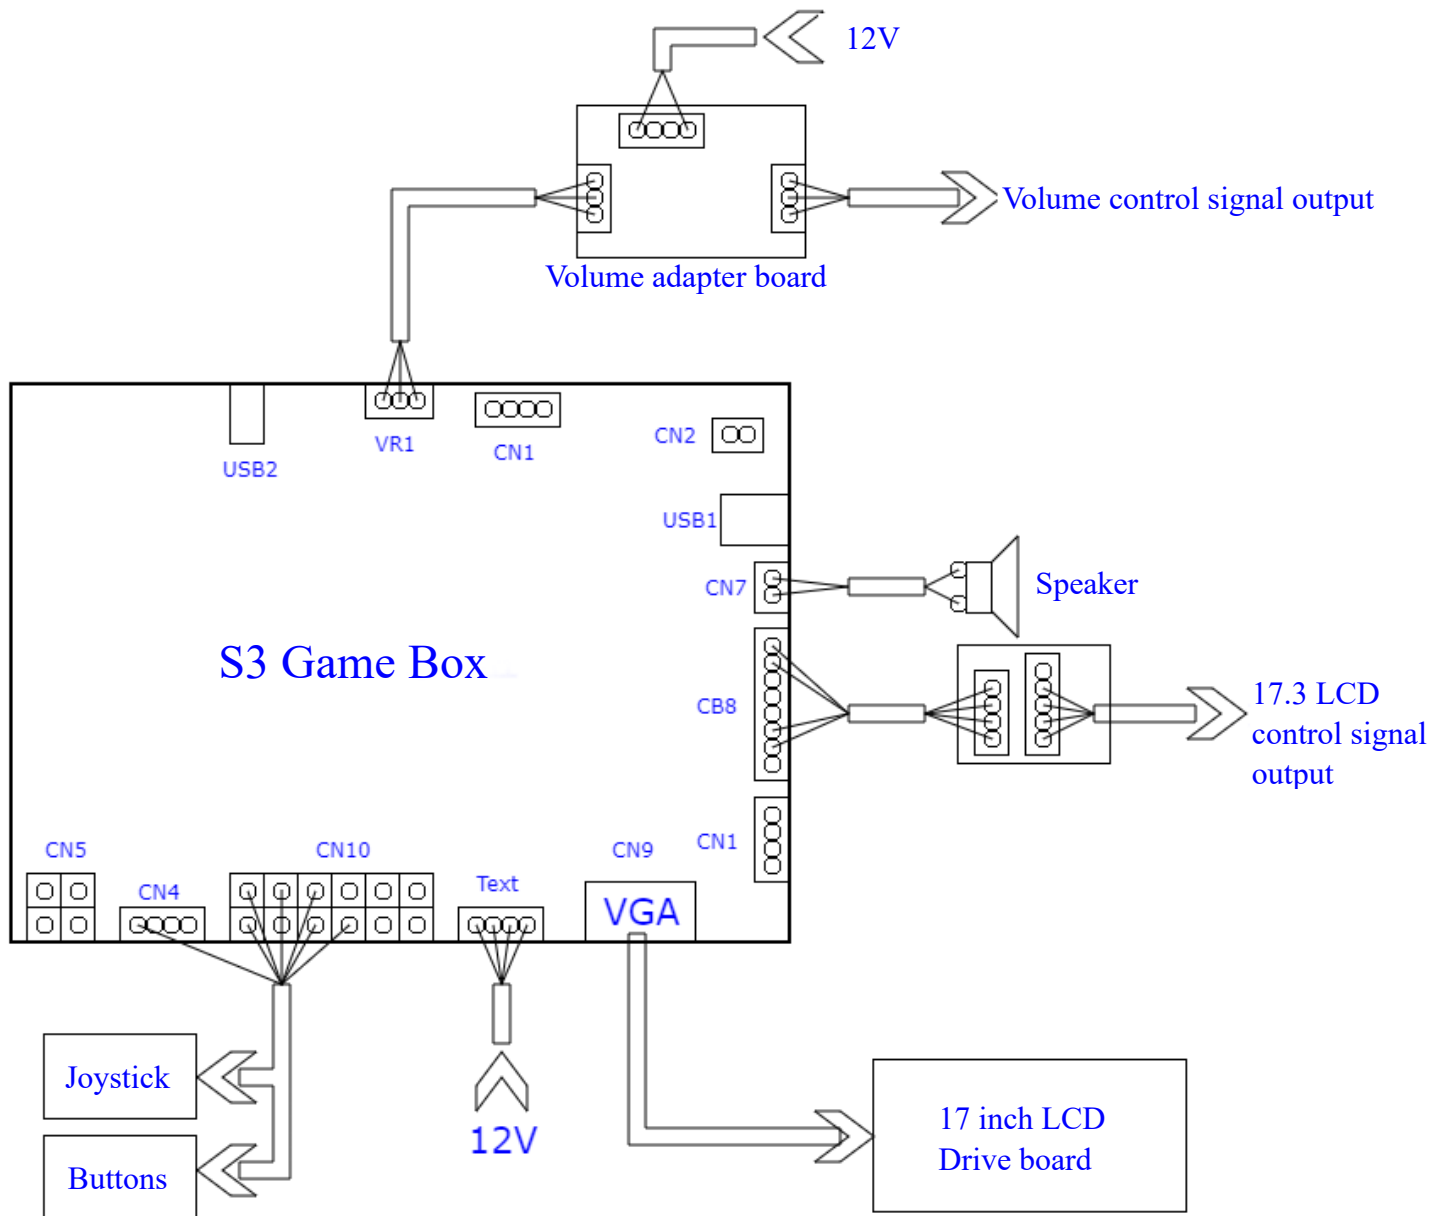 12V
Volume control signal output
Volume adapter board
VR1
CN1
CN2
USB2
USB1
CN7
Speaker
S3 Game Box
CB8
17.3 LCD
control signal
output
CN1
CN5
CN10
CN9
CN4
Text
VGA
Joystick
12V
17 inch LCD
Drive board
Buttons